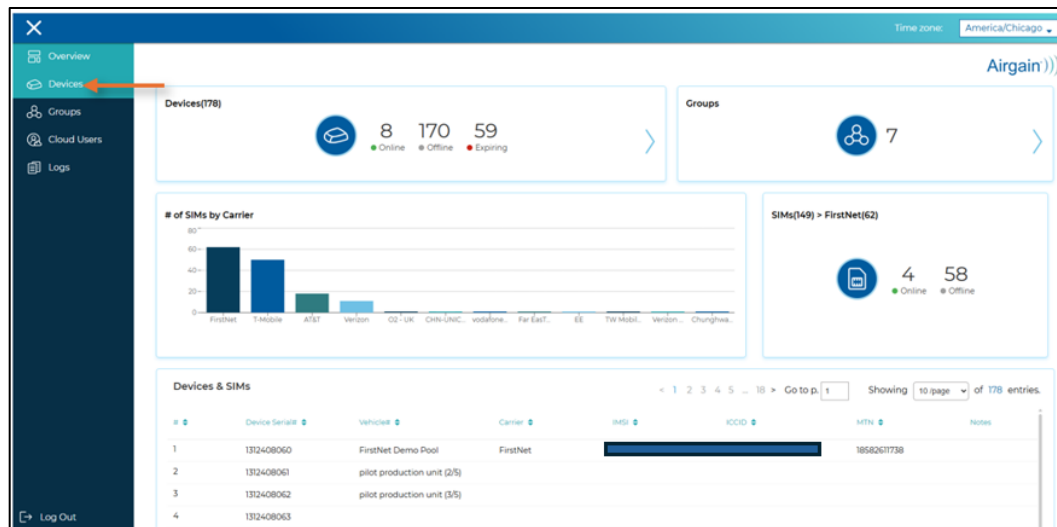 Time zone: America/Chicago
Overview
Devices
Groups
Cloud Users
Logs
Log Out
Airgain
Devices(178)
8 170 59
Online Offline Expiring
Groups
7
# of SIMs by Carrier
80
60
40
20
0
FirstNet T-Mobile AT&T Verizon O2 - UK CHN-UNIC... vodafone... Far EasT... EE TW Mobil... Verizon ... Chunghwa...
SIMs(149) > FirstNet(62)
4 58
Online Offline
Devices & SIMs
< 1 2 3 4 5 ... 18 > Go to p. 1 Showing 10 /page of 178 entries.
# Device Serial# Vehicle# Carrier IMSI ICCID MTN Notes
1 1312408060 FirstNet Demo Pool FirstNet 18582611738
2 1312408061 pilot production unit (2/5)
3 1312408062 pilot production unit (3/5)
4 1312408063